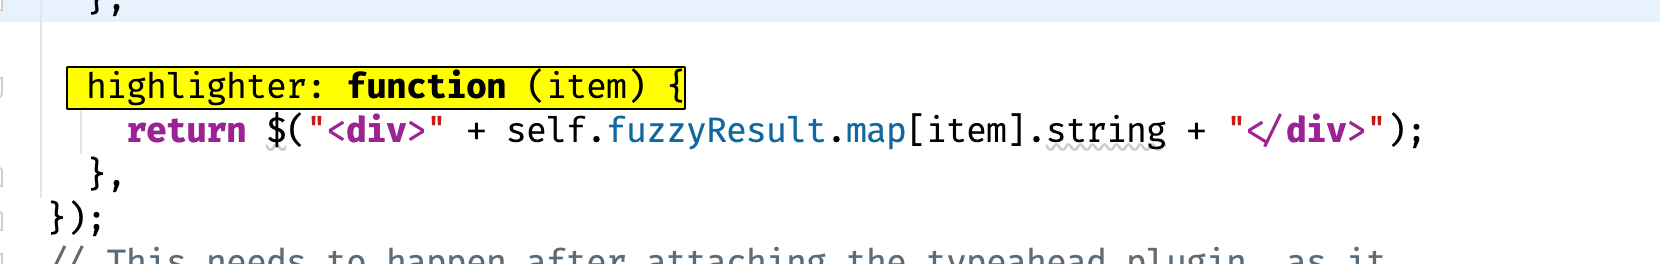 },
highlighter: function (item) {
return $("<div>" + self.fuzzyResult.map[item].string + "</div>");
},
});
// This needs to happen after attaching the typeahead plugin, as it